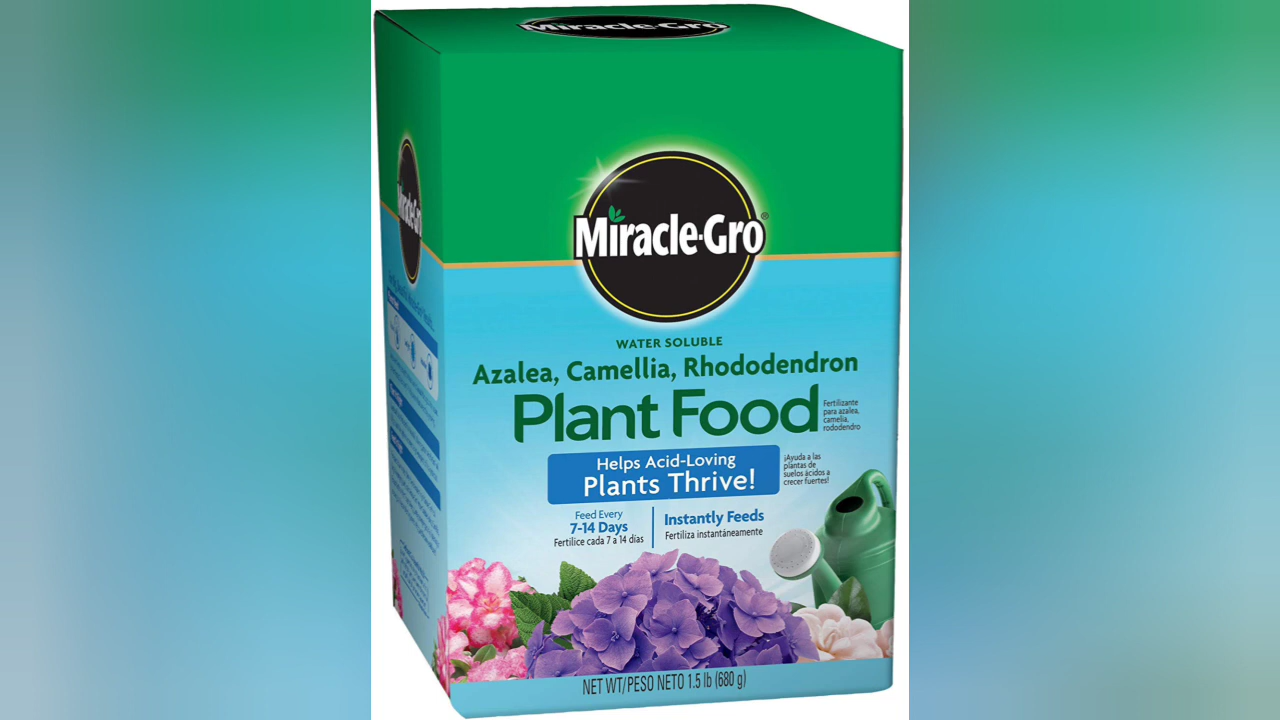 Miracle-Gro
Miracle-Gro
Miracle-Gro®
WATER SOLUBLE
Azalea, Camellia, Rhododendron
Plant Food
Fertilizante
para azalea,
camelia,
rododendro
Helps Acid-Loving
Plants Thrive!
¡Ayuda a las
plantas de
suelos ácidos a
crecer fuertes!
Feed Every
7-14 Days
Fertilice cada 7 a 14 días
Instantly Feeds
Fertiliza instantáneamente
NET WT/PESO NETO 1.5 lb (680 g)